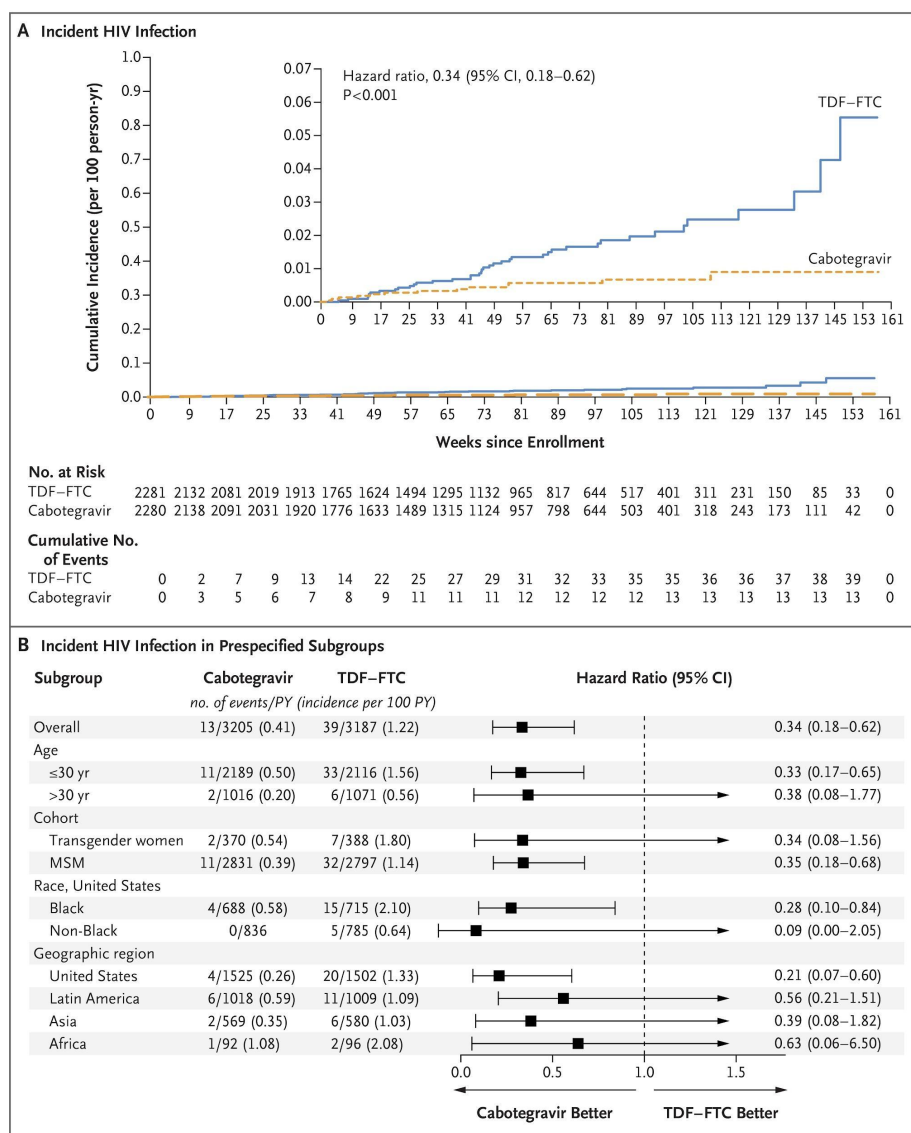 A Incident HIV Infection
Cumulative Incidence (per 100 person-yr)
1.0
0.9
0.8
0.7
0.6
0.5
0.4
0.3
0.2
0.1
0.0
0.07
0.06
0.05
0.04
0.03
0.02
0.01
0.00
Hazard ratio, 0.34 (95% CI, 0.18–0.62)
P<0.001
TDF–FTC
Cabotegravir
0 9 17 25 33 41 49 57 65 73 81 89 97 105 113 121 129 137 145 153 161
0 9 17 25 33 41 49 57 65 73 81 89 97 105 113 121 129 137 145 153 161
Weeks since Enrollment
No. at Risk
TDF–FTC 2281 2132 2081 2019 1913 1765 1624 1494 1295 1132 965 817 644 517 401 311 231 150 85 33 0
Cabotegravir 2280 2138 2091 2031 1920 1776 1633 1489 1315 1124 957 798 644 503 401 318 243 173 111 42 0
Cumulative No.
of Events
TDF–FTC 0 2 7 9 13 14 22 25 27 29 31 32 33 35 35 36 36 37 38 39 0
Cabotegravir 0 3 5 6 7 8 9 11 11 11 12 12 12 12 13 13 13 13 13 13 0
B Incident HIV Infection in Prespecified Subgroups
Subgroup Cabotegravir TDF–FTC Hazard Ratio (95% CI)
no. of events/PY (incidence per 100 PY)
Overall 13/3205 (0.41) 39/3187 (1.22) 0.34 (0.18–0.62)
Age
≤30 yr 11/2189 (0.50) 33/2116 (1.56) 0.33 (0.17–0.65)
>30 yr 2/1016 (0.20) 6/1071 (0.56) 0.38 (0.08–1.77)
Cohort
Transgender women 2/370 (0.54) 7/388 (1.80) 0.34 (0.08–1.56)
MSM 11/2831 (0.39) 32/2797 (1.14) 0.35 (0.18–0.68)
Race, United States
Black 4/688 (0.58) 15/715 (2.10) 0.28 (0.10–0.84)
Non-Black 0/836 5/785 (0.64) 0.09 (0.00–2.05)
Geographic region
United States 4/1525 (0.26) 20/1502 (1.33) 0.21 (0.07–0.60)
Latin America 6/1018 (0.59) 11/1009 (1.09) 0.56 (0.21–1.51)
Asia 2/569 (0.35) 6/580 (1.03) 0.39 (0.08–1.82)
Africa 1/92 (1.08) 2/96 (2.08) 0.63 (0.06–6.50)
0.0 0.5 1.0 1.5
Cabotegravir Better TDF–FTC Better